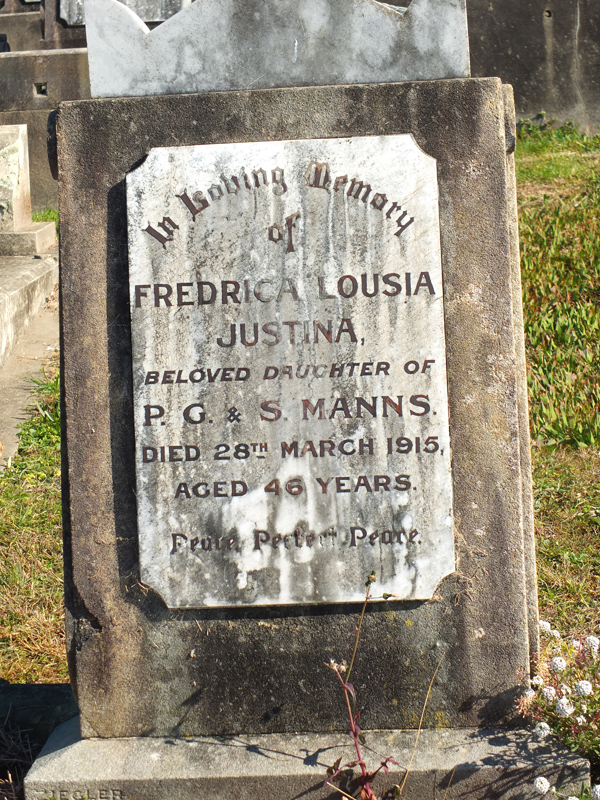 In Loving Memory
of
FREDRICA LOUSIA
JUSTINA,
BELOVED DAUGHTER OF
P. G. & S. MANNS.
DIED 28TH MARCH 1915,
AGED 46 YEARS.
Peace, Perfect Peace.
ZIEGLER